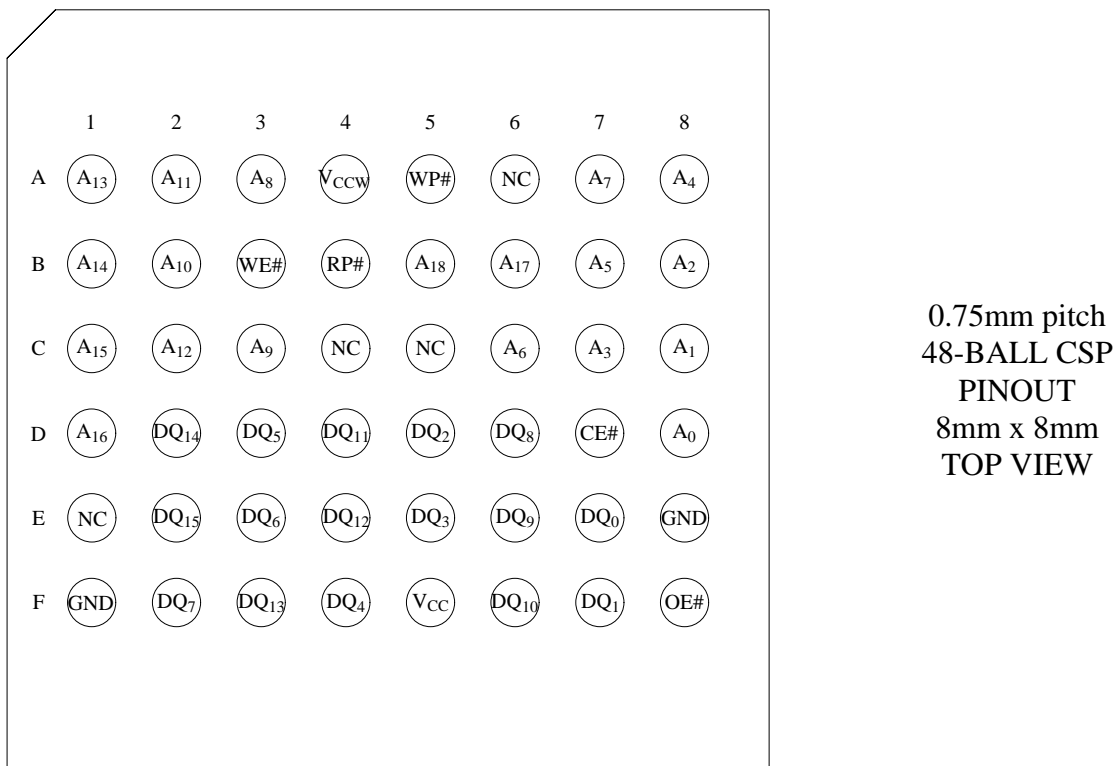 1 2 3 4 5 6 7 8
A A13 A11 A8 VCCW WP# NC A7 A4
B A14 A10 WE# RP# A18 A17 A5 A2
C A15 A12 A9 NC NC A6 A3 A1
D A16 DQ14 DQ5 DQ11 DQ2 DQ8 CE# A0
E NC DQ15 DQ6 DQ12 DQ3 DQ9 DQ0 GND
F GND DQ7 DQ13 DQ4 VCC DQ10 DQ1 OE#
0.75mm pitch
48-BALL CSP
PINOUT
8mm x 8mm
TOP VIEW